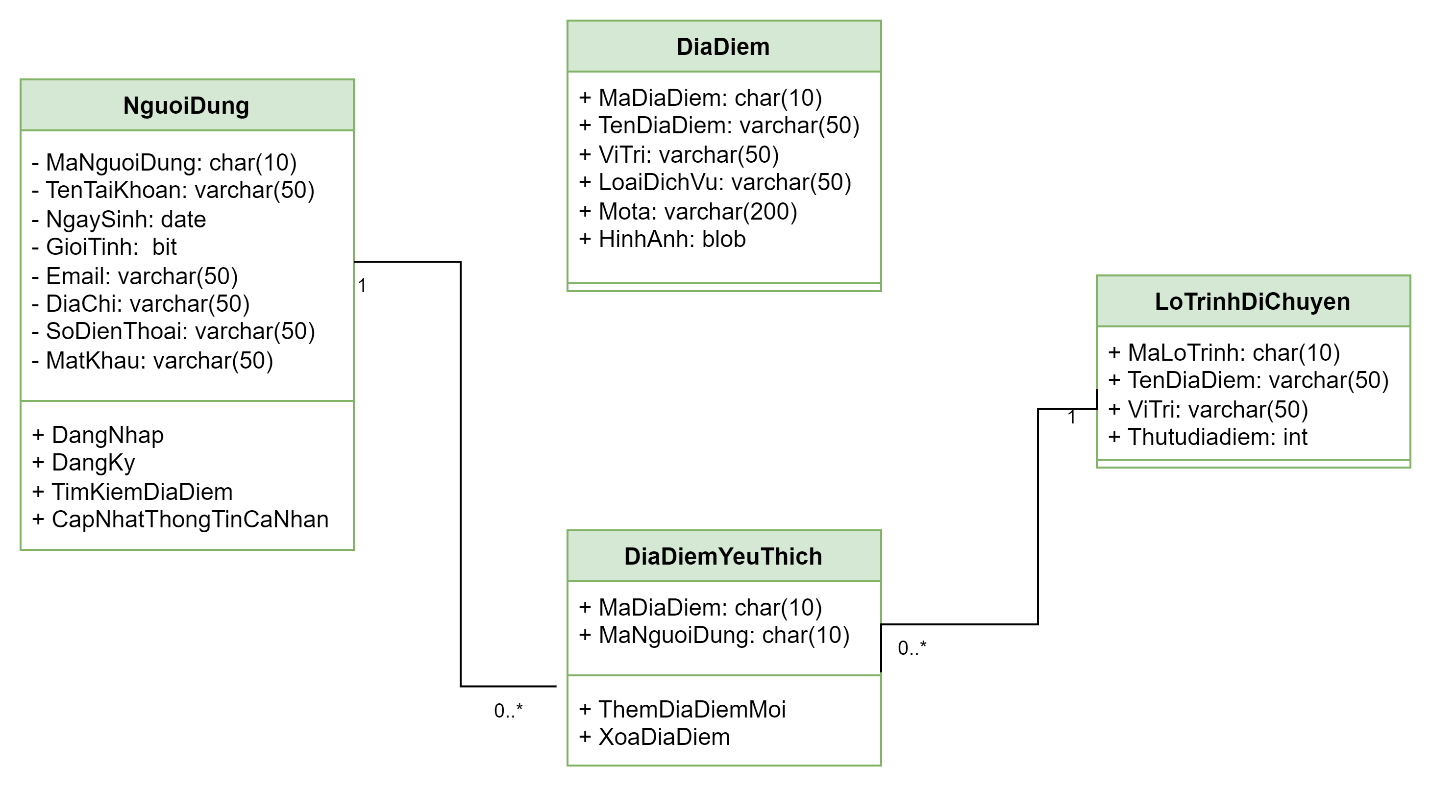 NguoiDung
- MaNguoiDung: char(10)
- TenTaiKhoan: varchar(50)
- NgaySinh: date
- GioiTinh:  bit
- Email: varchar(50)
- DiaChi: varchar(50)
- SoDienThoai: varchar(50)
- MatKhau: varchar(50)
+ DangNhap
+ DangKy
+ TimKiemDiaDiem
+ CapNhatThongTinCaNhan
1
0..*
DiaDiem
+ MaDiaDiem: char(10)
+ TenDiaDiem: varchar(50)
+ ViTri: varchar(50)
+ LoaiDichVu: varchar(50)
+ Mota: varchar(200)
+ HinhAnh: blob
DiaDiemYeuThich
+ MaDiaDiem: char(10)
+ MaNguoiDung: char(10)
+ ThemDiaDiemMoi
+ XoaDiaDiem
0..*
1
LoTrinhDiChuyen
+ MaLoTrinh: char(10)
+ TenDiaDiem: varchar(50)
+ ViTri: varchar(50)
+ Thutudiadiem: int